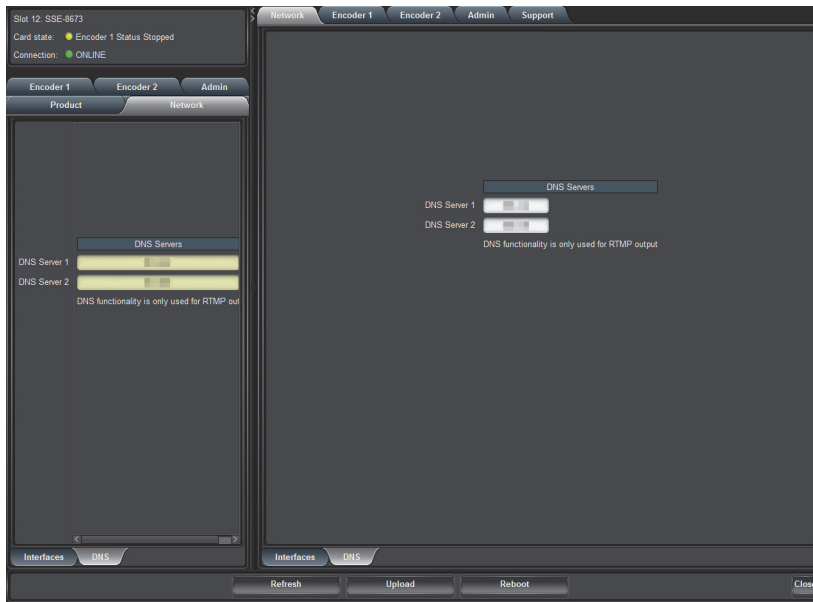 Slot 12: SSE-8673
Card state: Encoder 1 Status Stopped
Connection: ONLINE
Encoder 1 Encoder 2 Admin
Product Network
DNS Servers
DNS Server 1
DNS Server 2
DNS functionality is only used for RTMP out
Interfaces DNS
Network Encoder 1 Encoder 2 Admin Support
DNS Servers
DNS Server 1
DNS Server 2
DNS functionality is only used for RTMP output
Interfaces DNS
Refresh Upload Reboot Close